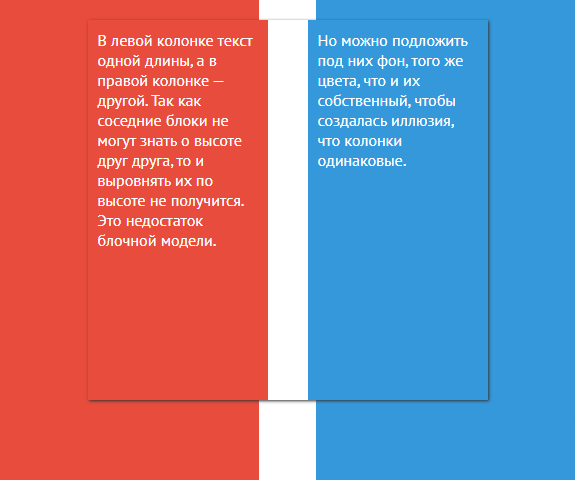 В левой колонке текст
одной длины, а в
правой колонке —
другой. Так как
соседние блоки не
могут знать о высоте
друг друга, то и
выровнять их по
высоте не получится.
Это недостаток
блочной модели.
Но можно подложить
под них фон, того же
цвета, что и их
собственный, чтобы
создалась иллюзия,
что колонки
одинаковые.